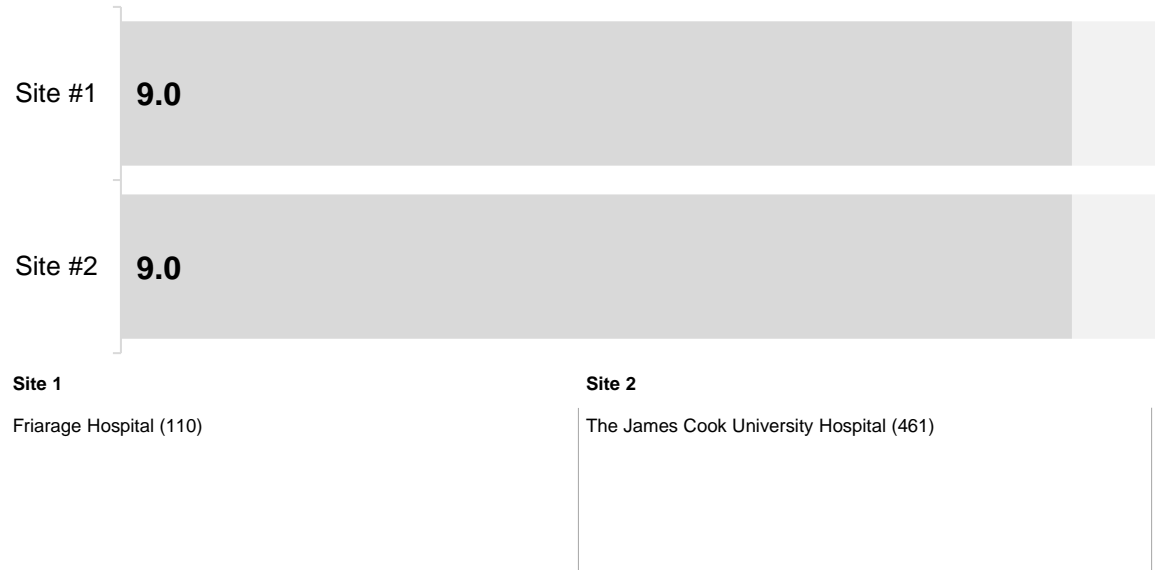 Site #1
9.0
Site #2
9.0
Site 1
Site 2
Friarage Hospital (110)
The James Cook University Hospital (461)